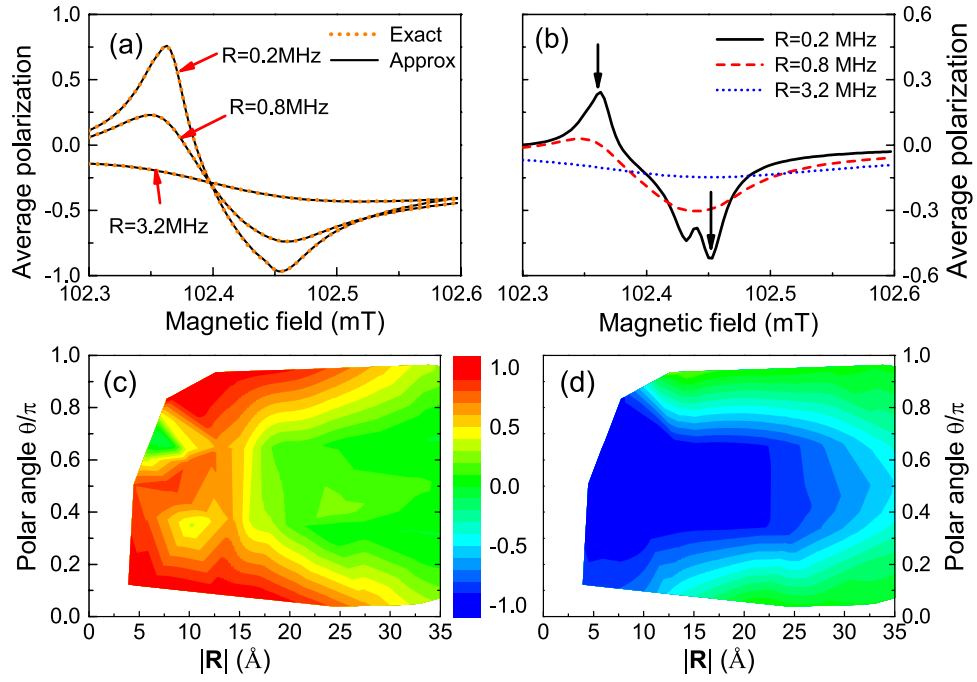 (a)
Exact
Approx
R=0.2MHz
R=0.8MHz
R=3.2MHz
Average polarization
1.0
0.5
0.0
-0.5
-1.0
102.3 102.4 102.5 102.6
Magnetic field (mT)
(b)
R=0.2 MHz
R=0.8 MHz
R=3.2 MHz
0.6
0.3
0.0
-0.3
-0.6
Average polarization
102.3 102.4 102.5 102.6
Magnetic field (mT)
(c)
Polar angle θ/π
1.0
0.8
0.6
0.4
0.2
0.0
0 5 10 15 20 25 30 35
|R| (Å)
1.0
0.5
0.0
-0.5
-1.0
(d)
1.0
0.8
0.6
0.4
0.2
0.0
Polar angle θ/π
0 5 10 15 20 25 30 35
|R| (Å)